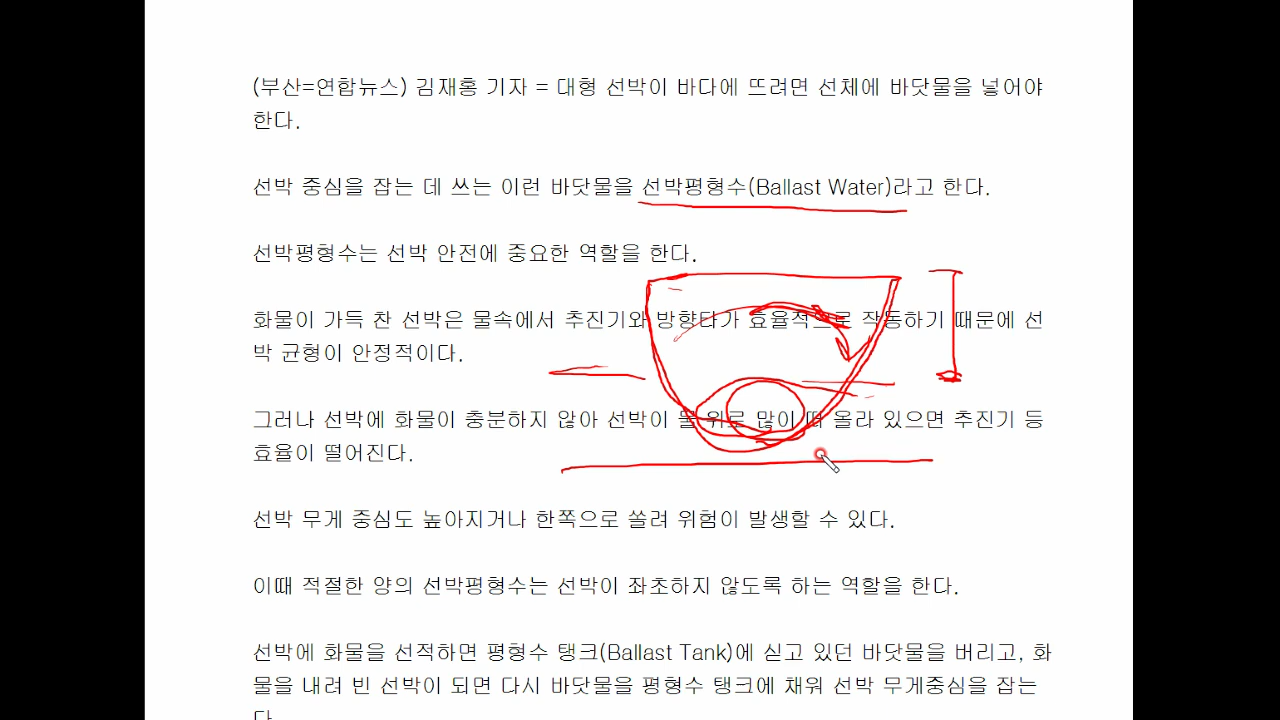 (부산=연합뉴스) 김재홍 기자 = 대형 선박이 바다에 뜨려면 선체에 바닷물을 넣어야
한다.
선박 중심을 잡는 데 쓰는 이런 바닷물을 선박평형수(Ballast Water)라고 한다.
선박평형수는 선박 안전에 중요한 역할을 한다.
화물이 가득 찬 선박은 물속에서 추진기와 방향타가 효율적으로 작동하기 때문에 선
박 균형이 안정적이다.
그러나 선박에 화물이 충분하지 않아 선박이 물 위로 많이 떠 올라 있으면 추진기 등
효율이 떨어진다.
선박 무게 중심도 높아지거나 한쪽으로 쏠려 위험이 발생할 수 있다.
이때 적절한 양의 선박평형수는 선박이 좌초하지 않도록 하는 역할을 한다.
선박에 화물을 선적하면 평형수 탱크(Ballast Tank)에 싣고 있던 바닷물을 버리고, 화
물을 내려 빈 선박이 되면 다시 바닷물을 평형수 탱크에 채워 선박 무게중심을 잡는
다.